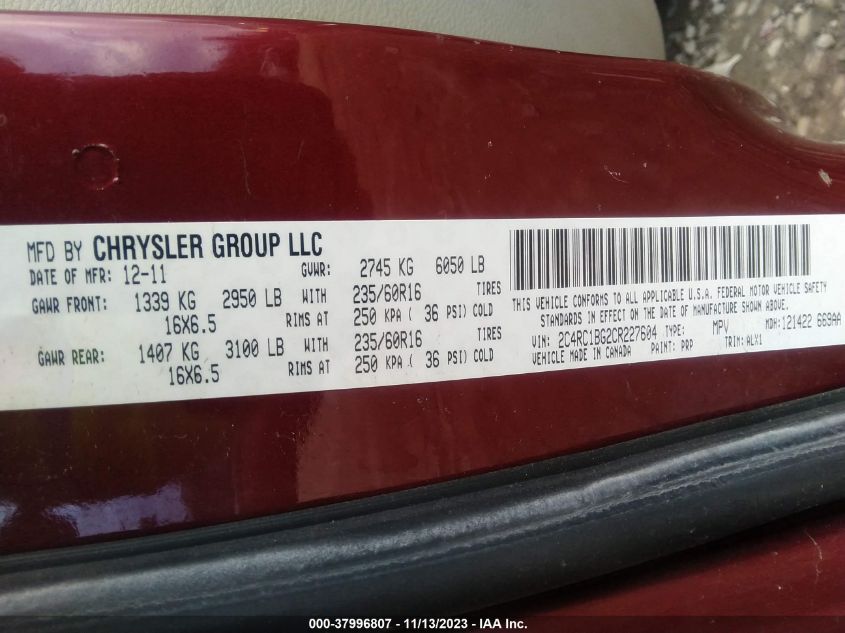 MFD BY CHRYSLER GROUP LLC
DATE OF MFR: 12-11 GVWR: 2745 KG 6050 LB
GAWR FRONT: 1339 KG 2950 LB WITH 235/60R16 TIRES
16X6.5 RIMS AT 250 KPA ( 36 PSI) COLD
GAWR REAR: 1407 KG 3100 LB WITH 235/60R16 TIRES
16X6.5 RIMS AT 250 KPA ( 36 PSI) COLD
THIS VEHICLE CONFORMS TO ALL APPLICABLE U.S.A. FEDERAL MOTOR VEHICLE SAFETY
STANDARDS IN EFFECT ON THE DATE OF MANUFACTURE SHOWN ABOVE.
VIN: 2C4RC1BG2CR227604 TYPE: MPV MDH:121422 669AA
VEHICLE MADE IN CANADA PAINT: PRP TRIM:ALX1
000-37996807 - 11/13/2023 - IAA Inc.